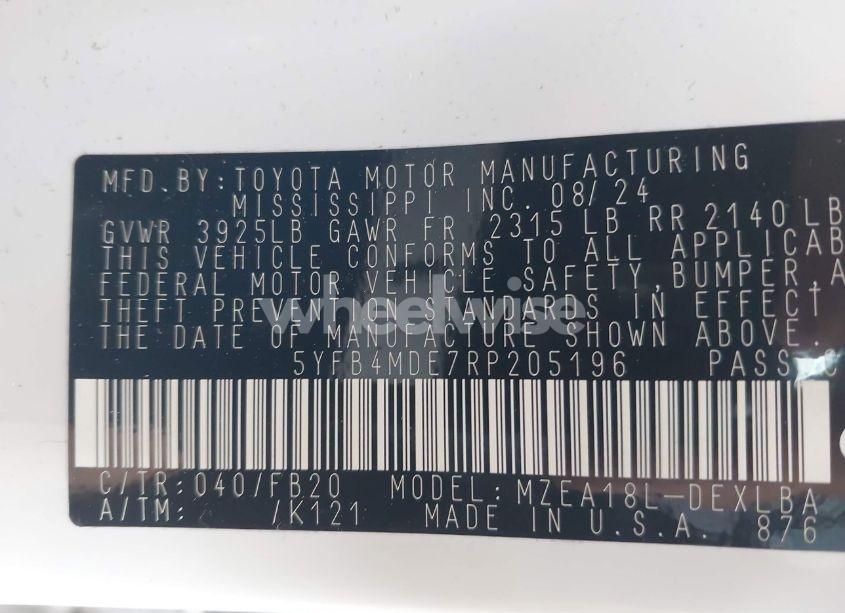 MFD.BY:TOYOTA MOTOR MANUFACTURING
MISSISSIPPI INC. 08/24
GVWR 3925LB GAWR FR 2315 LB RR 2140 LB
THIS VEHICLE CONFORMS TO ALL APPLICAB
FEDERAL MOTOR VEHICLE SAFETY,BUMPER,A
THEFT PREVENTION STANDARDS IN EFFECT
THE DATE OF MANUFACTURE SHOWN ABOVE.
wheelwise
5YFB4MDE7RP205196 PASS.C
C/TR:040/FB20 MODEL:MZEA18L-DEXLBA
A/TM: /K121 MADE IN U.S.A. 876